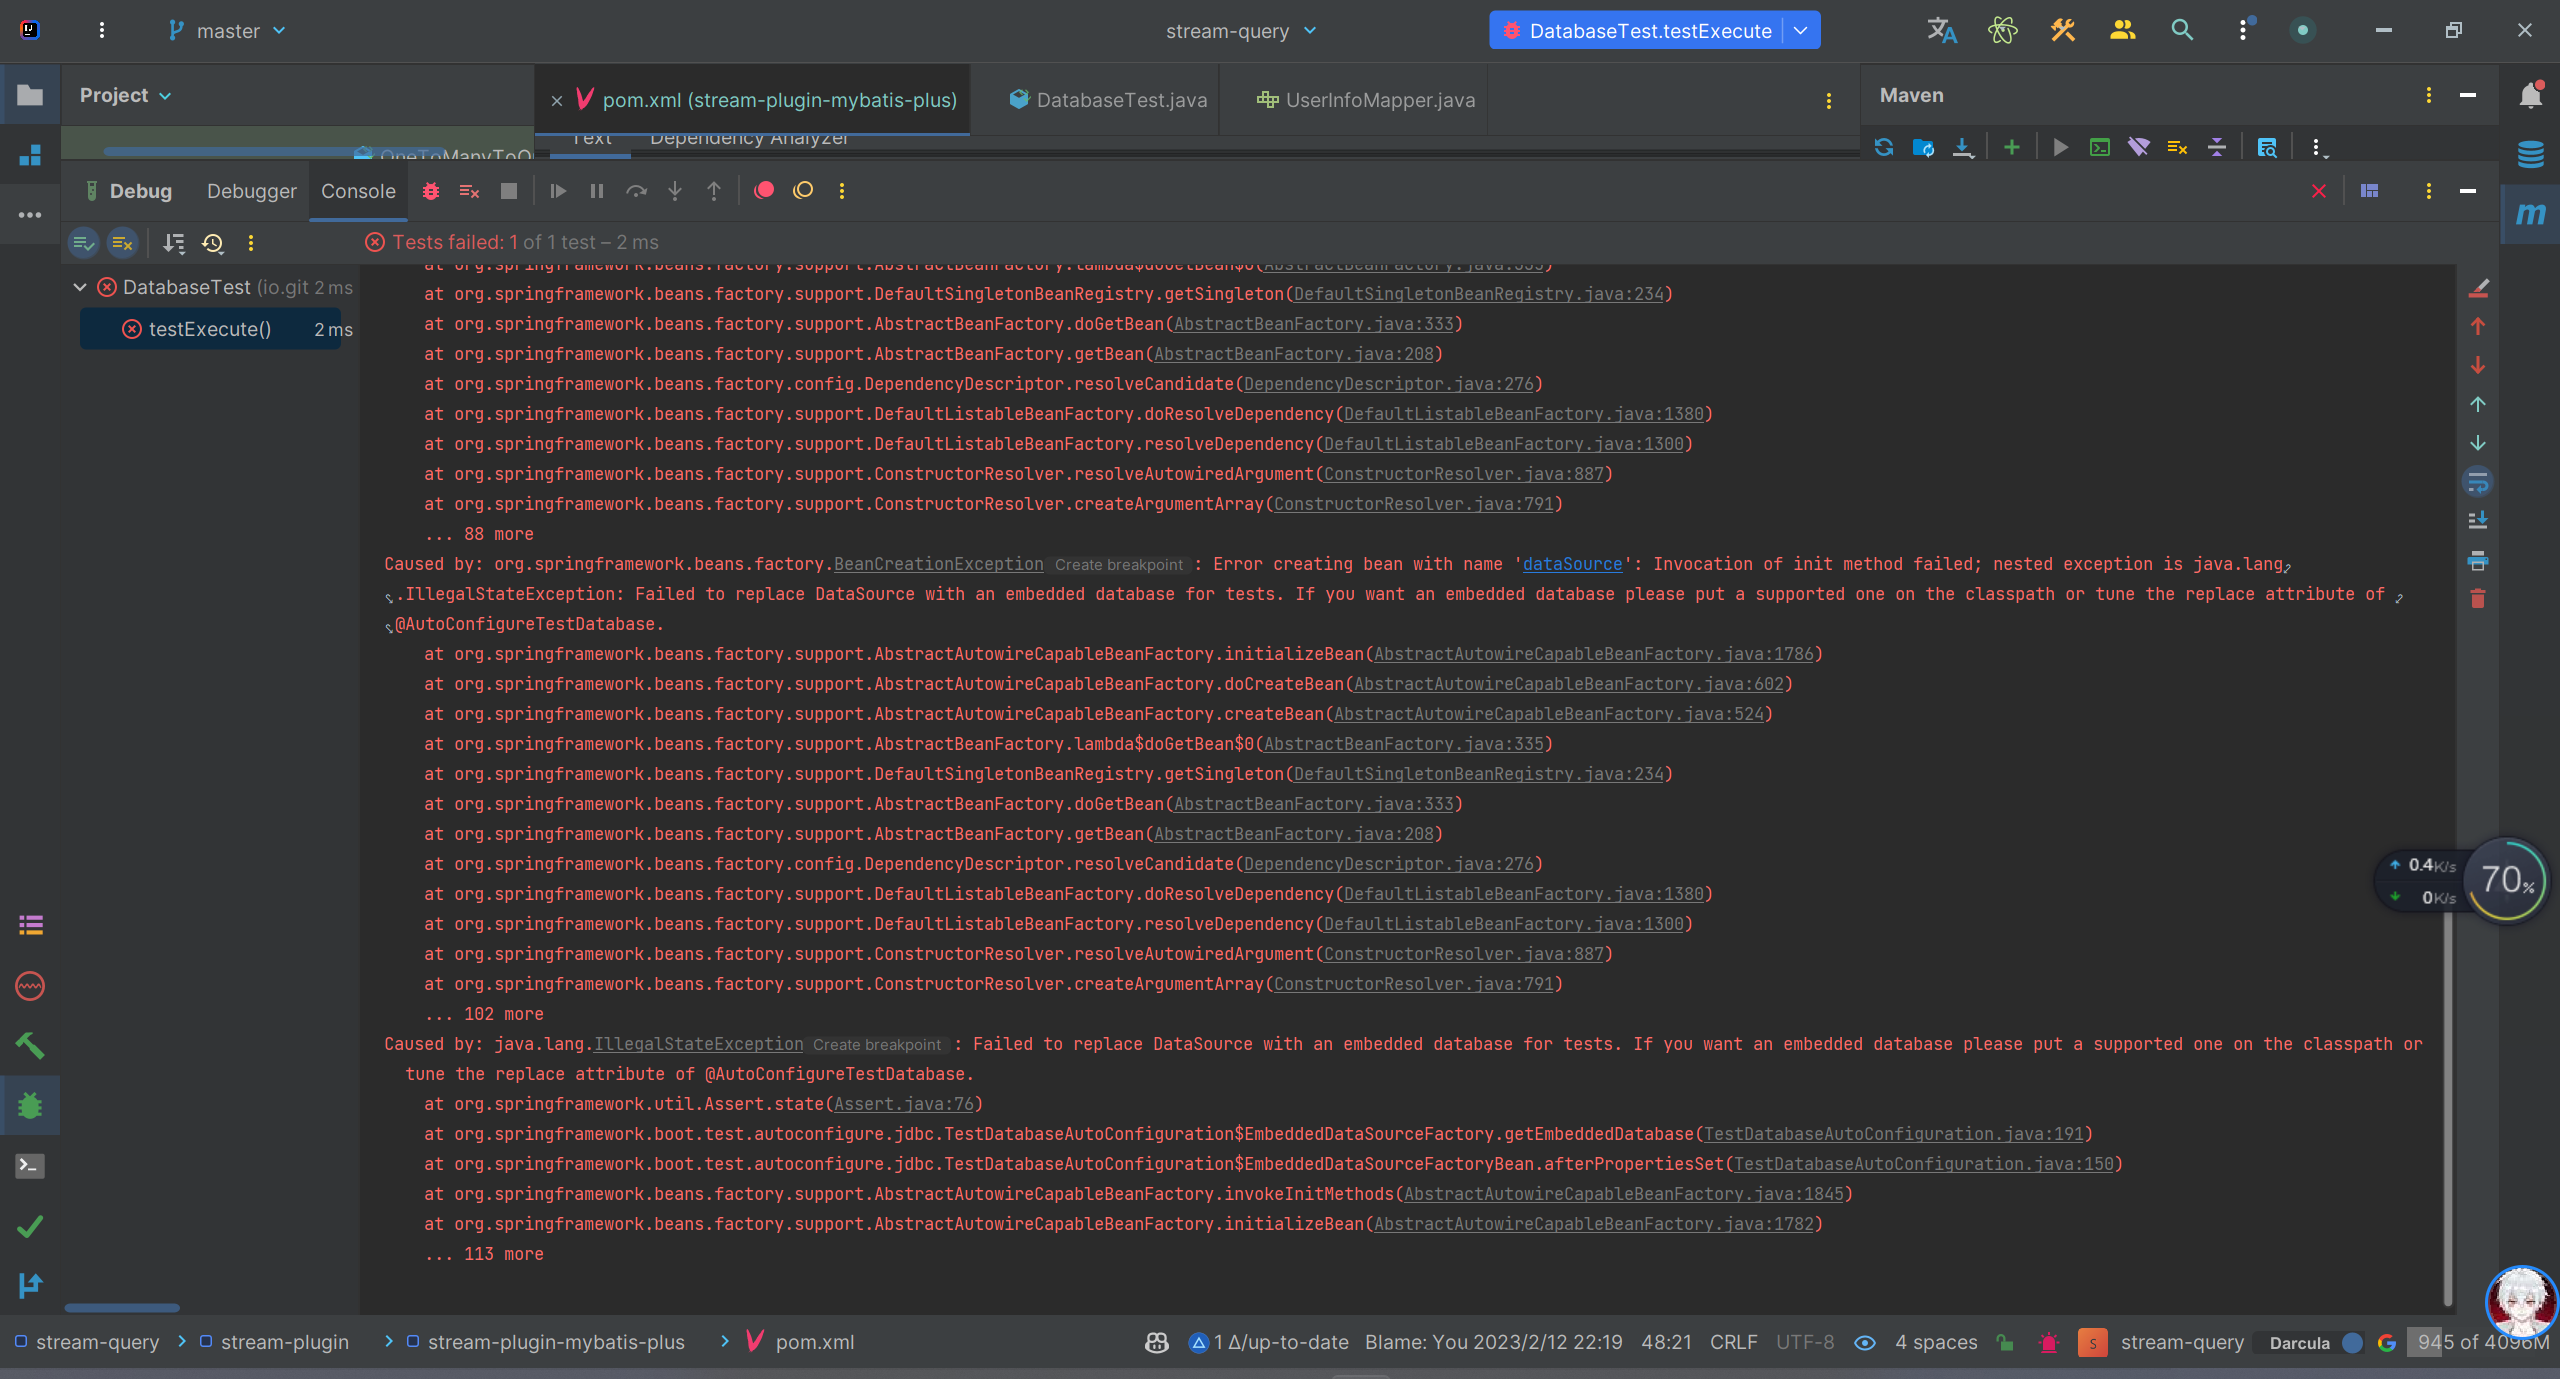 master
stream-query
DatabaseTest.testExecute
Project
pom.xml (stream-plugin-mybatis-plus)
DatabaseTest.java
UserInfoMapper.java
Maven
OneToManyToO
Text
Dependency Analyzer
Debug
Debugger
Console
Tests failed: 1 of 1 test – 2 ms
DatabaseTest (io.git 2 ms
testExecute() 2 ms
at org.springframework.beans.factory.support.AbstractBeanFactory.lambda$doGetBean$0(AbstractBeanFactory.java:335)
at org.springframework.beans.factory.support.DefaultSingletonBeanRegistry.getSingleton(DefaultSingletonBeanRegistry.java:234)
at org.springframework.beans.factory.support.AbstractBeanFactory.doGetBean(AbstractBeanFactory.java:333)
at org.springframework.beans.factory.support.AbstractBeanFactory.getBean(AbstractBeanFactory.java:208)
at org.springframework.beans.factory.config.DependencyDescriptor.resolveCandidate(DependencyDescriptor.java:276)
at org.springframework.beans.factory.support.DefaultListableBeanFactory.doResolveDependency(DefaultListableBeanFactory.java:1380)
at org.springframework.beans.factory.support.DefaultListableBeanFactory.resolveDependency(DefaultListableBeanFactory.java:1300)
at org.springframework.beans.factory.support.ConstructorResolver.resolveAutowiredArgument(ConstructorResolver.java:887)
at org.springframework.beans.factory.support.ConstructorResolver.createArgumentArray(ConstructorResolver.java:791)
... 88 more
Caused by: org.springframework.beans.factory.BeanCreationException Create breakpoint : Error creating bean with name 'dataSource': Invocation of init method failed; nested exception is java.lang
.IllegalStateException: Failed to replace DataSource with an embedded database for tests. If you want an embedded database please put a supported one on the classpath or tune the replace attribute of
@AutoConfigureTestDatabase.
at org.springframework.beans.factory.support.AbstractAutowireCapableBeanFactory.initializeBean(AbstractAutowireCapableBeanFactory.java:1786)
at org.springframework.beans.factory.support.AbstractAutowireCapableBeanFactory.doCreateBean(AbstractAutowireCapableBeanFactory.java:602)
at org.springframework.beans.factory.support.AbstractAutowireCapableBeanFactory.createBean(AbstractAutowireCapableBeanFactory.java:524)
at org.springframework.beans.factory.support.AbstractBeanFactory.lambda$doGetBean$0(AbstractBeanFactory.java:335)
at org.springframework.beans.factory.support.DefaultSingletonBeanRegistry.getSingleton(DefaultSingletonBeanRegistry.java:234)
at org.springframework.beans.factory.support.AbstractBeanFactory.doGetBean(AbstractBeanFactory.java:333)
at org.springframework.beans.factory.support.AbstractBeanFactory.getBean(AbstractBeanFactory.java:208)
at org.springframework.beans.factory.config.DependencyDescriptor.resolveCandidate(DependencyDescriptor.java:276)
at org.springframework.beans.factory.support.DefaultListableBeanFactory.doResolveDependency(DefaultListableBeanFactory.java:1380)
at org.springframework.beans.factory.support.DefaultListableBeanFactory.resolveDependency(DefaultListableBeanFactory.java:1300)
at org.springframework.beans.factory.support.ConstructorResolver.resolveAutowiredArgument(ConstructorResolver.java:887)
at org.springframework.beans.factory.support.ConstructorResolver.createArgumentArray(ConstructorResolver.java:791)
... 102 more
Caused by: java.lang.IllegalStateException Create breakpoint : Failed to replace DataSource with an embedded database for tests. If you want an embedded database please put a supported one on the classpath or
tune the replace attribute of @AutoConfigureTestDatabase.
at org.springframework.util.Assert.state(Assert.java:76)
at org.springframework.boot.test.autoconfigure.jdbc.TestDatabaseAutoConfiguration$EmbeddedDataSourceFactory.getEmbeddedDatabase(TestDatabaseAutoConfiguration.java:191)
at org.springframework.boot.test.autoconfigure.jdbc.TestDatabaseAutoConfiguration$EmbeddedDataSourceFactoryBean.afterPropertiesSet(TestDatabaseAutoConfiguration.java:150)
at org.springframework.beans.factory.support.AbstractAutowireCapableBeanFactory.invokeInitMethods(AbstractAutowireCapableBeanFactory.java:1845)
at org.springframework.beans.factory.support.AbstractAutowireCapableBeanFactory.initializeBean(AbstractAutowireCapableBeanFactory.java:1782)
... 113 more
0.4K/s
0K/s
70%
stream-query
stream-plugin
stream-plugin-mybatis-plus
pom.xml
1 Δ/up-to-date
Blame: You 2023/2/12 22:19
48:21
CRLF
UTF-8
4 spaces
stream-query
Darcula
945 of 4096M